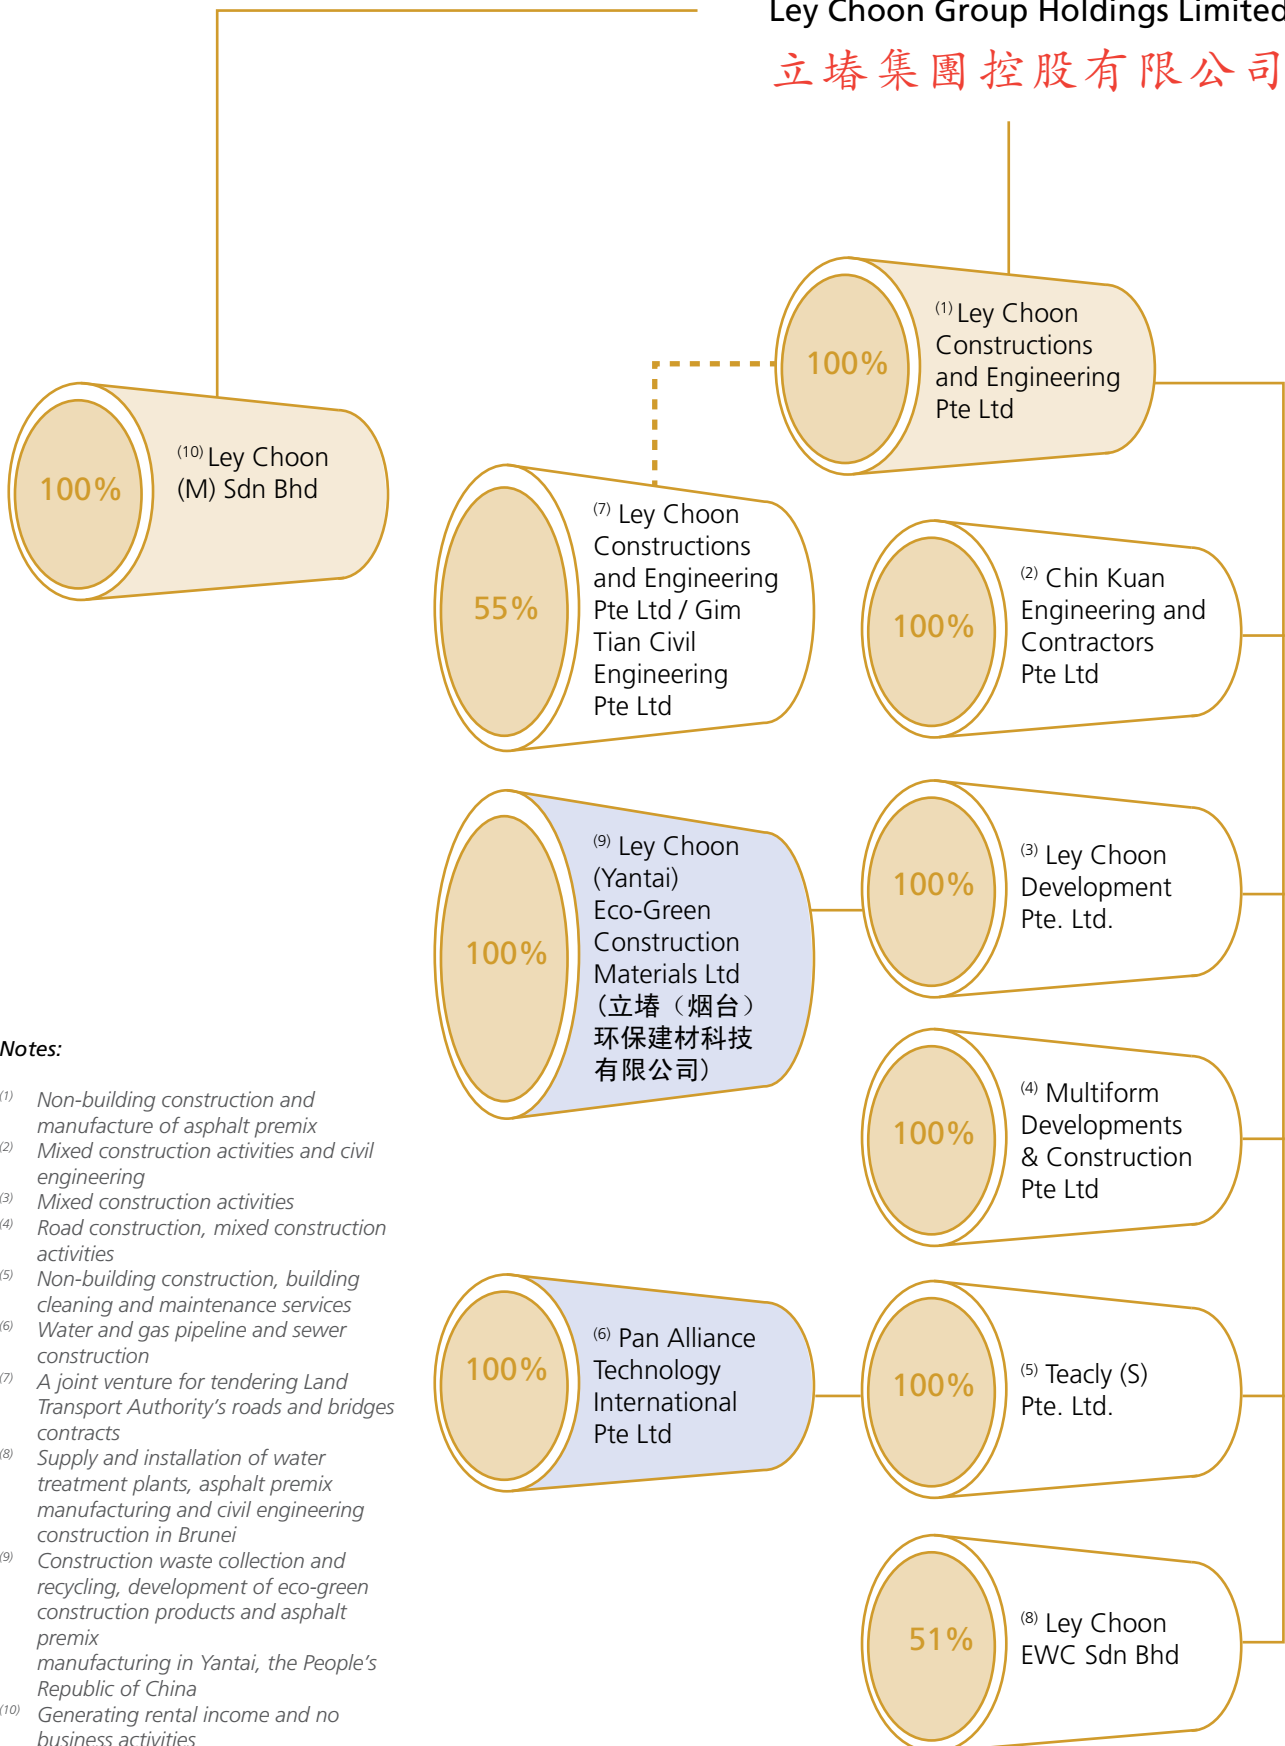 Ley Choon Group Holdings Limited
立堾集團控股有限公司
100%
(1) Ley Choon
Constructions
and Engineering
Pte Ltd
100%
(10) Ley Choon
(M) Sdn Bhd
55%
(7) Ley Choon
Constructions
and Engineering
Pte Ltd / Gim
Tian Civil
Engineering
Pte Ltd
100%
(2) Chin Kuan
Engineering and
Contractors
Pte Ltd
100%
(9) Ley Choon
(Yantai)
Eco-Green
Construction
Materials Ltd
(立堾（烟台）
环保建材科技
有限公司)
100%
(3) Ley Choon
Development
Pte. Ltd.
100%
(4) Multiform
Developments
& Construction
Pte Ltd
100%
(6) Pan Alliance
Technology
International
Pte Ltd
100%
(5) Teacly (S)
Pte. Ltd.
51%
(8) Ley Choon
EWC Sdn Bhd
Notes:
(1) Non-building construction and
manufacture of asphalt premix
(2) Mixed construction activities and civil
engineering
(3) Mixed construction activities
(4) Road construction, mixed construction
activities
(5) Non-building construction, building
cleaning and maintenance services
(6) Water and gas pipeline and sewer
construction
(7) A joint venture for tendering Land
Transport Authority's roads and bridges
contracts
(8) Supply and installation of water
treatment plants, asphalt premix
manufacturing and civil engineering
construction in Brunei
(9) Construction waste collection and
recycling, development of eco-green
construction products and asphalt
premix
manufacturing in Yantai, the People's
Republic of China
(10) Generating rental income and no
business activities